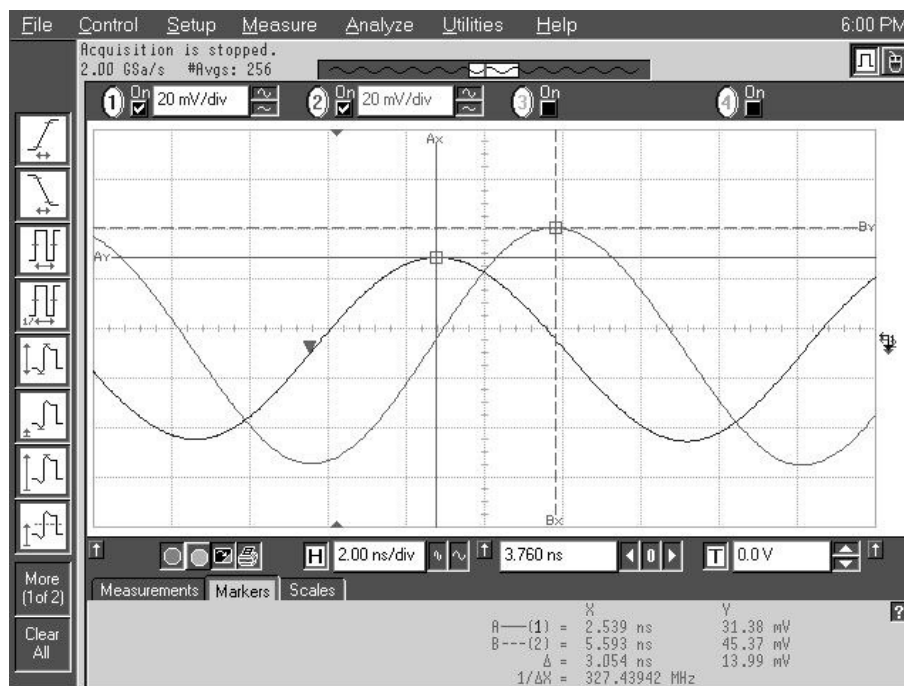 File Control Setup Measure Analyze Utilities Help 6:00 PM
Acquisition is stopped.
2.00 GSa/s #Avgs: 256
1 On 20 mV/div 2 On 20 mV/div 3 On 4 On
Ax
By
Ay
Bx
H 2.00 ns/div 3.760 ns 0 T 0.0 V
More
(1of 2)
Clear
All
Measurements Markers Scales
X Y
A——(1) = 2.539 ns 31.38 mV
B---(2) = 5.593 ns 45.37 mV
Δ = 3.054 ns 13.99 mV
1/ΔX = 327.43942 MHz
?